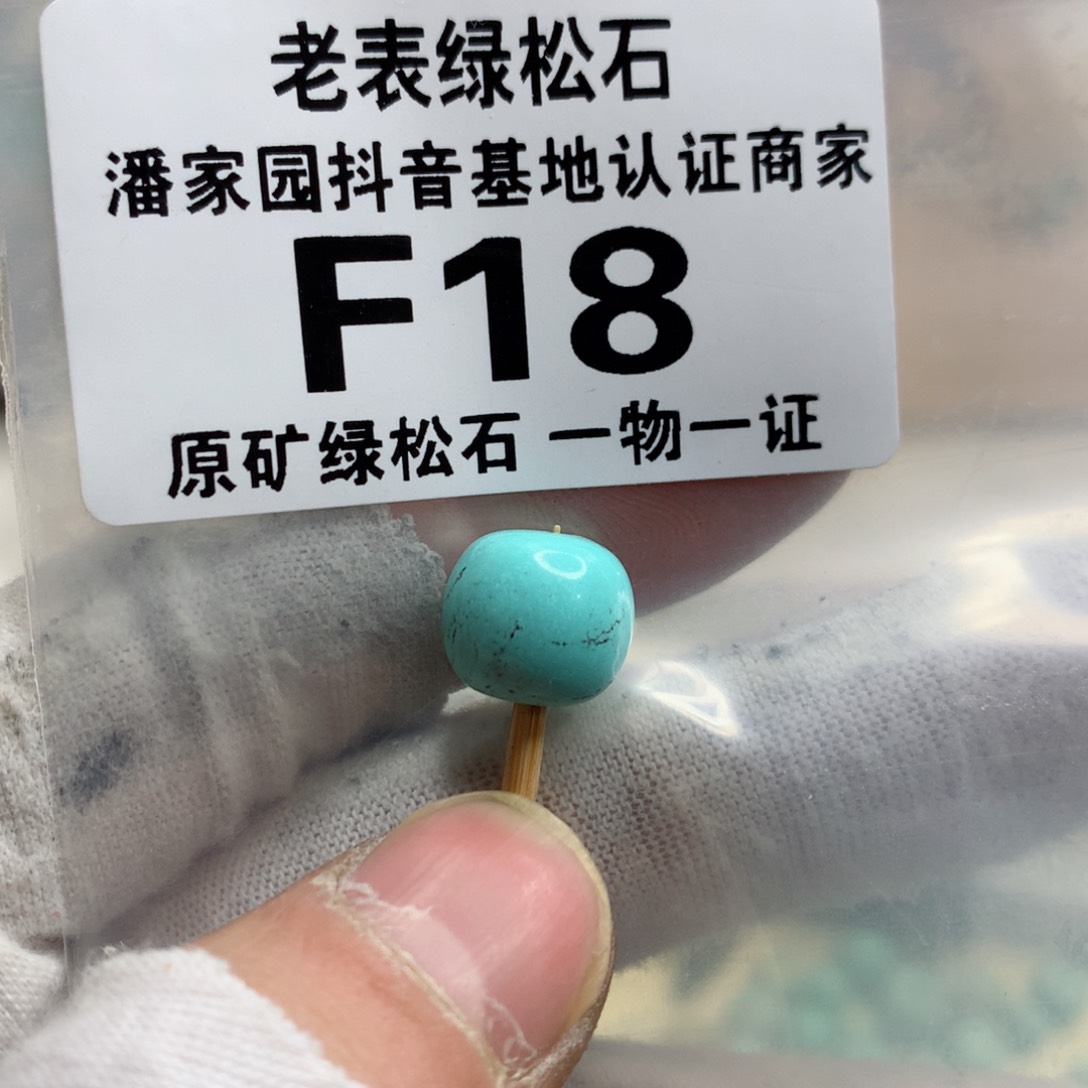 老表绿松石
潘家园抖音基地认证商家
F18
原矿绿松石 一物一证